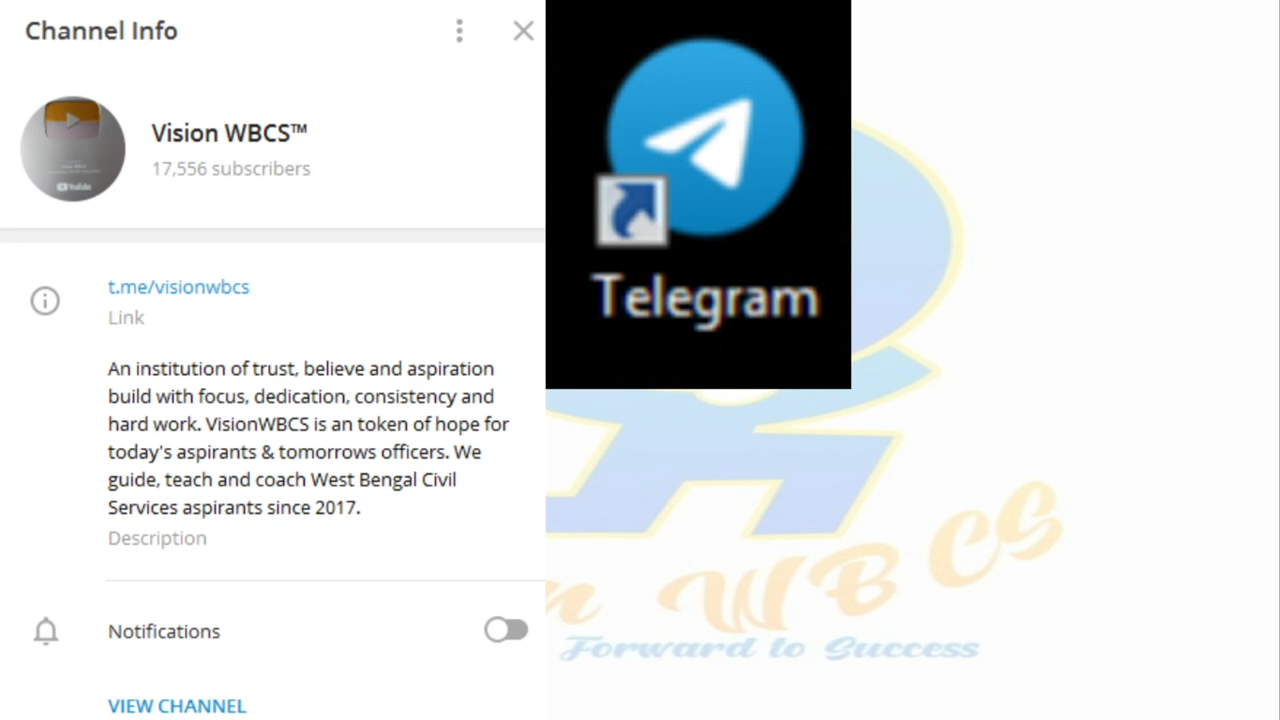 Channel Info
Vision WBCS™
17,556 subscribers
YouTube
t.me/visionwbcs
Link
An institution of trust, believe and aspiration
build with focus, dedication, consistency and
hard work. VisionWBCS is an token of hope for
today's aspirants & tomorrows officers. We
guide, teach and coach West Bengal Civil
Services aspirants since 2017.
Description
Notifications
VIEW CHANNEL
Telegram
n WBCS
Forward to Success